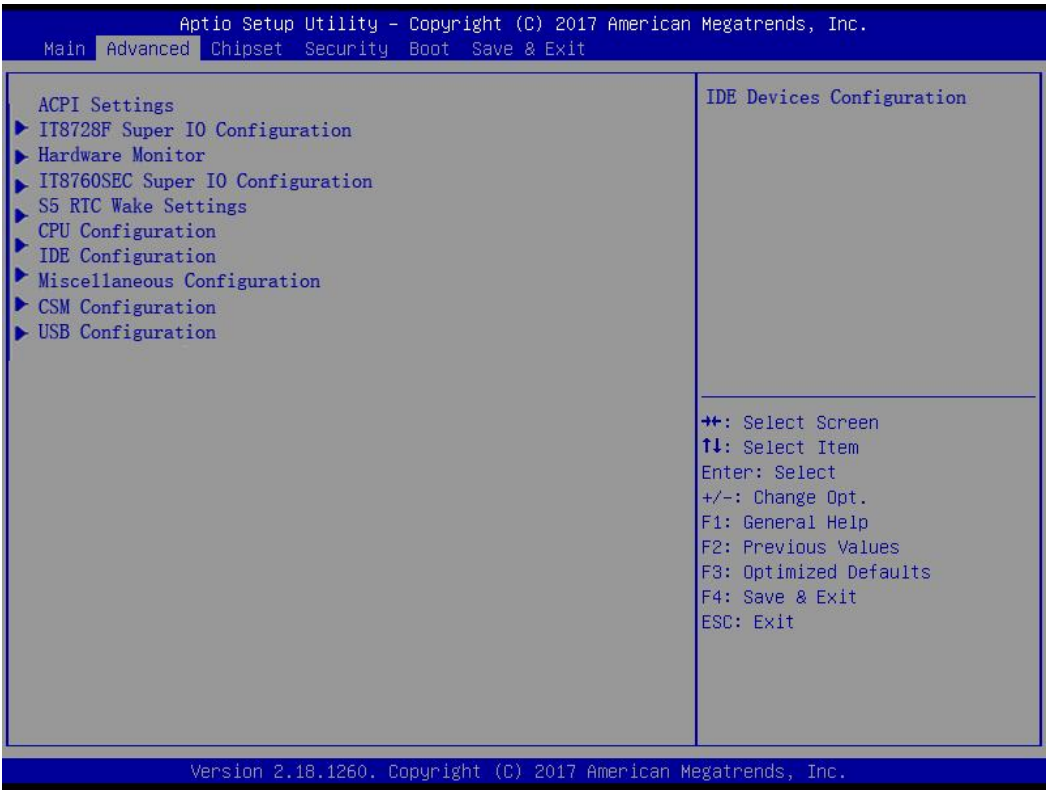 Aptio Setup Utility – Copyright (C) 2017 American Megatrends, Inc.
Main Advanced Chipset Security Boot Save & Exit
ACPI Settings
IT8728F Super IO Configuration
Hardware Monitor
IT8760SEC Super IO Configuration
S5 RTC Wake Settings
CPU Configuration
IDE Configuration
Miscellaneous Configuration
CSM Configuration
USB Configuration
IDE Devices Configuration
→←: Select Screen
↑↓: Select Item
Enter: Select
+/-: Change Opt.
F1: General Help
F2: Previous Values
F3: Optimized Defaults
F4: Save & Exit
ESC: Exit
Version 2.18.1260. Copyright (C) 2017 American Megatrends, Inc.